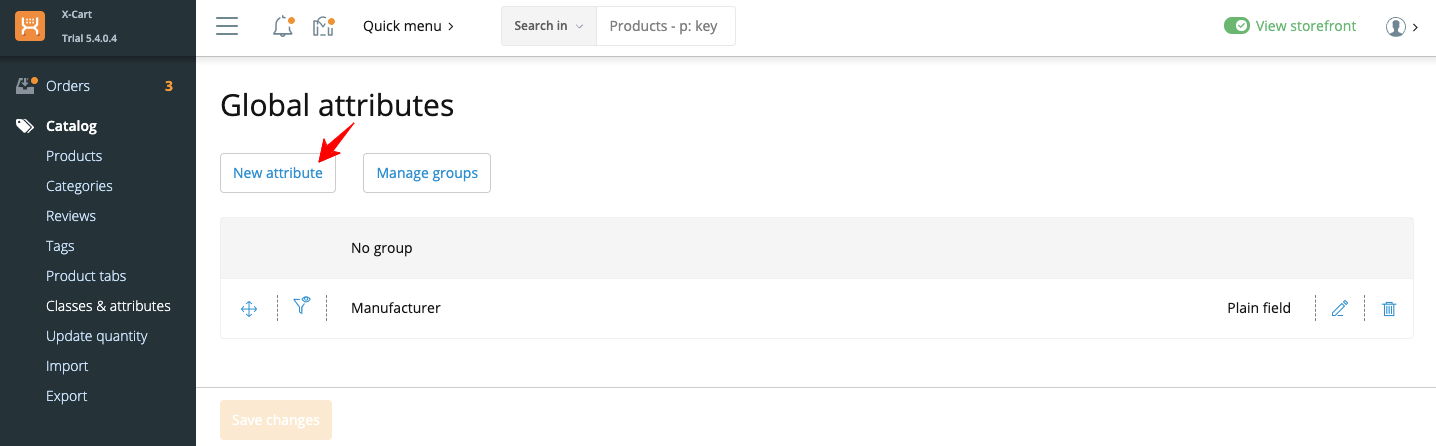 X-Cart
Trial 5.4.0.4
Quick menu
Search in
Products - p: key
View storefront
Orders 3
Catalog
Products
Categories
Reviews
Tags
Product tabs
Classes & attributes
Update quantity
Import
Export
Global attributes
New attribute
Manage groups
No group
Manufacturer
Plain field
Save changes